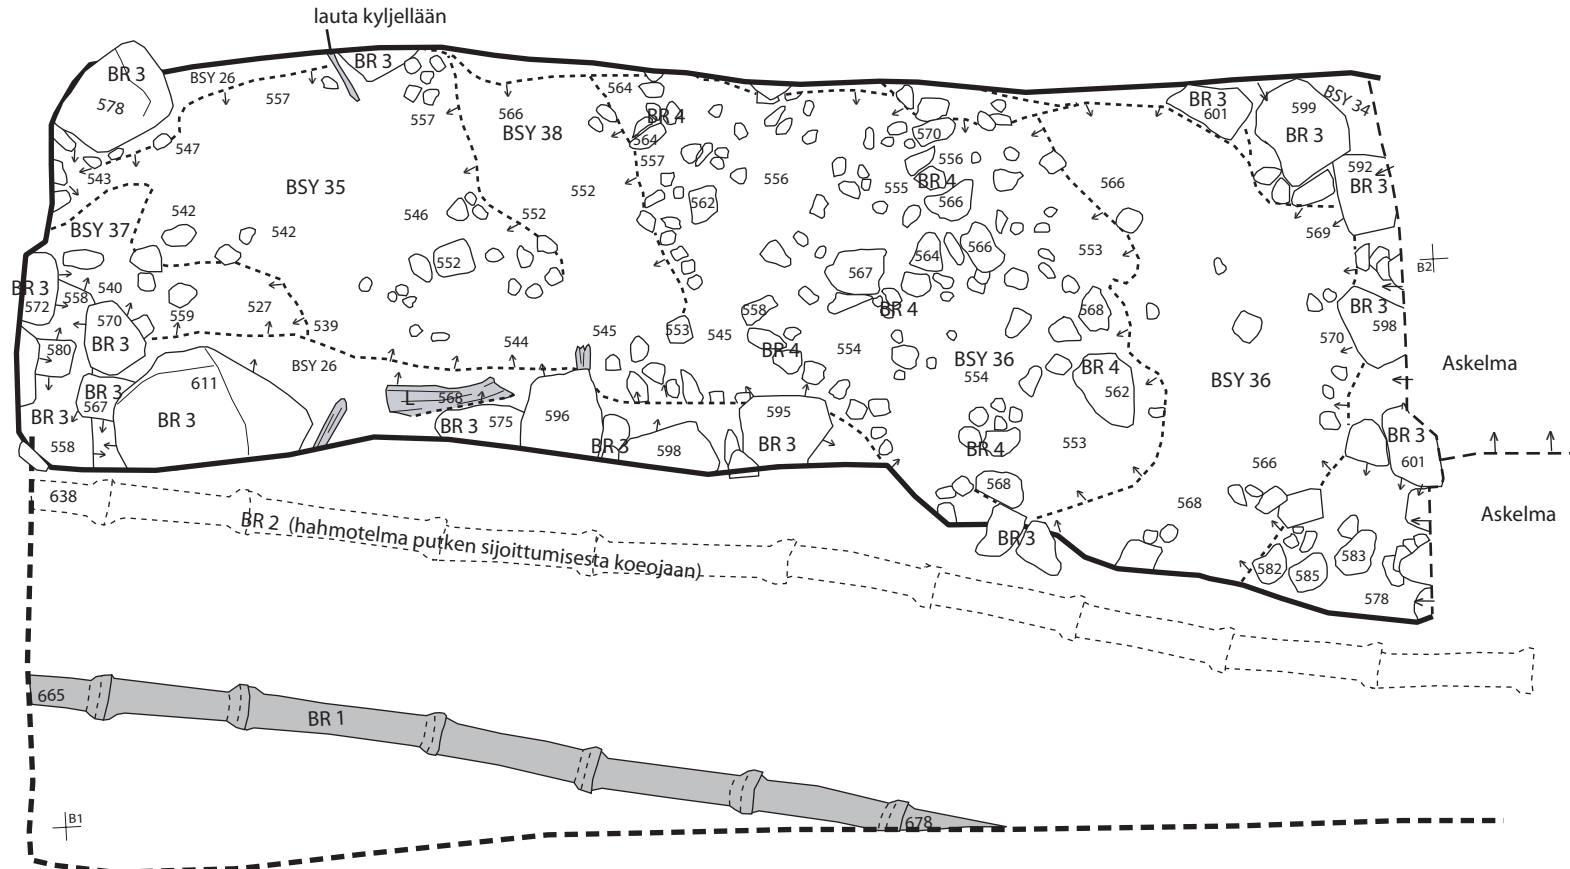 lauta kyljellään
BR 3
578
BSY 26
557
BR 3
557
566
BSY 38
564
BR 4
564
557
547
543
BSY 35
552
556
570
556
555
BR 4
566
566
BR 3
601
599
BR 3
BSY 34
592
BR 3
BSY 37
542
542
546
552
562
552
553
569
B2
BR 3
572
558
540
559
527
539
570
BR 3
567
564
566
BR 4
558
553
545
545
544
BR 4
554
BSY 36
554
568
BR 4
562
BSY 36
570
BR 3
598
Askelma
580
BSY 26
611
BR 3
567
BR 3
BR 3
558
L
568
BR 3
575
596
BR 3
598
595
BR 3
BR 4
553
566
BR 3
601
Askelma
568
568
BR 3
582
585
583
578
638
BR 2 (hahmotelma putken sijoittumisesta koeojaan)
665
BR 1
678
B1